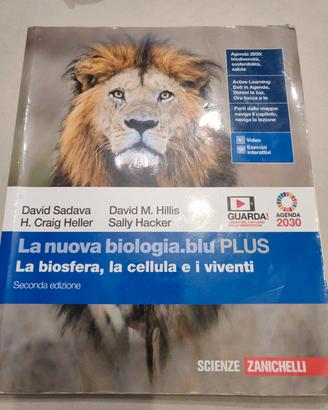 Agenda 2030:
biodiversità,
sostenibilità,
salute
Active Learning:
Dati in Agenda,
Dimmi la tua,
Ora tocca a te
Parti dalla mappa:
naviga il capitolo,
naviga la lezione
Video
Esercizi
interattivi
David Sadava David M. Hillis
H. Craig Heller Sally Hacker
GUARDA!
AGENDA
2030
La nuova biologia.blu PLUS
La biosfera, la cellula e i viventi
Seconda edizione
SCIENZE ZANICHELLI